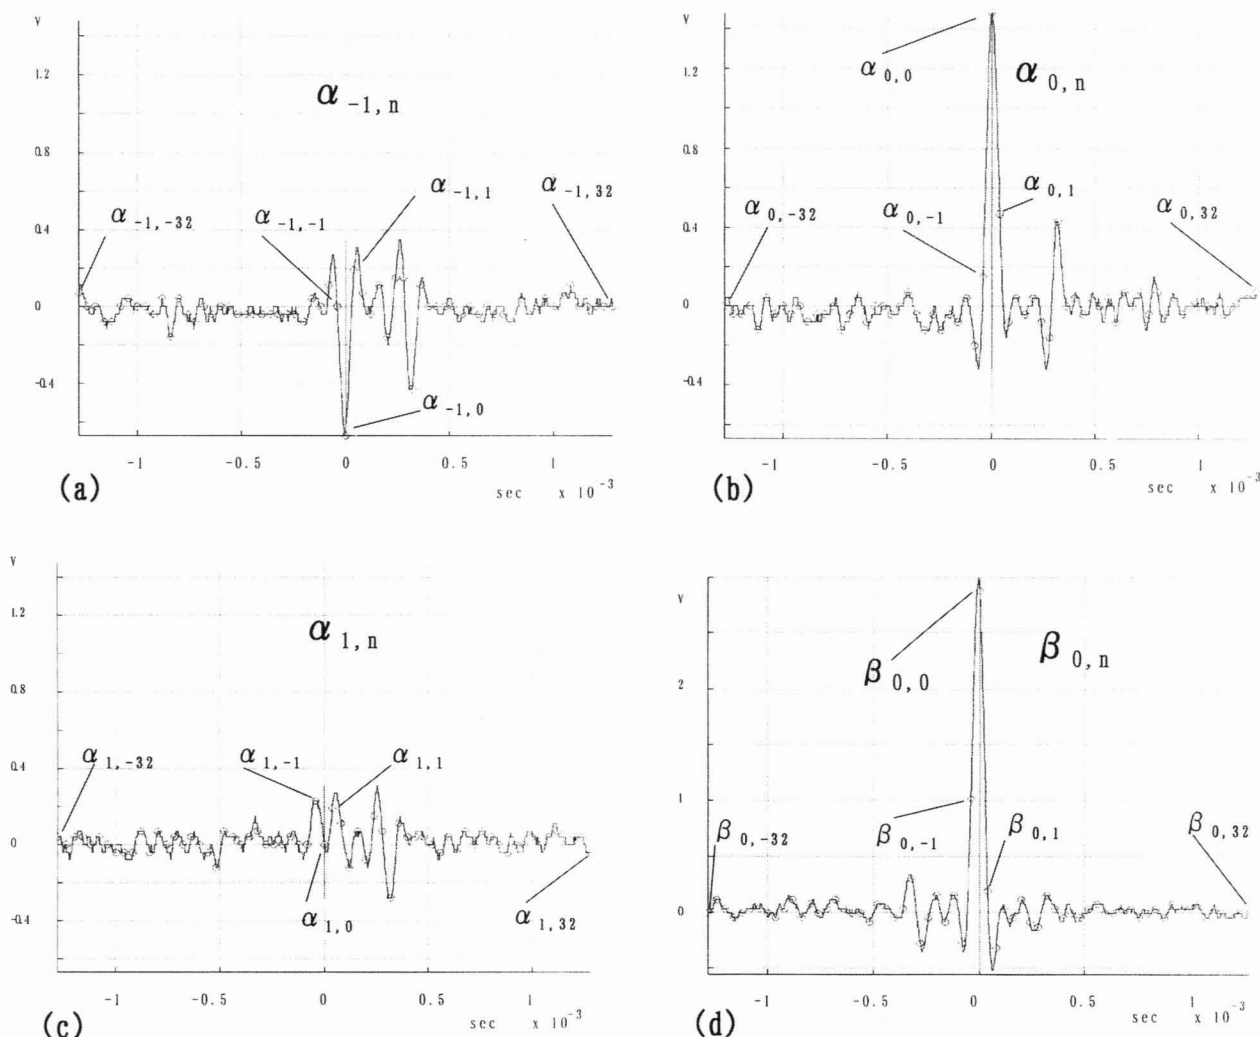 V
1.2
0.8
0.4
0
-0.4
α -1,n
α -1,-32
α -1,-1
α -1,1
α -1,32
α -1,0
-1 -0.5 0 0.5 1
sec x 10⁻³
(a)
V
1.2
0.8
0.4
0
-0.4
α 0,0
α 0,n
α 0,-32
α 0,-1
α 0,1
α 0,32
-1 -0.5 0 0.5 1
sec x 10⁻³
(b)
V
1.2
0.8
0.4
0
-0.4
α 1,n
α 1,-32
α 1,-1
α 1,1
α 1,0
α 1,32
-1 -0.5 0 0.5 1
sec x 10⁻³
(c)
V
2
1
0
β 0,0
β 0,n
β 0,-32
β 0,-1
β 0,1
β 0,32
-1 -0.5 0 0.5 1
sec x 10⁻³
(d)